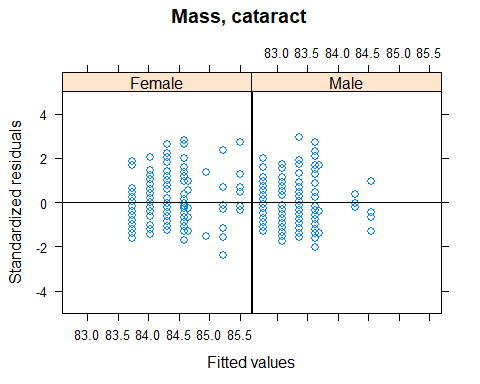 Mass, cataract
83.0 83.5 84.0 84.5 85.0 85.5
Female Male
Standardized residuals
4
2
0
-2
-4
83.0 83.5 84.0 84.5 85.0 85.5
Fitted values